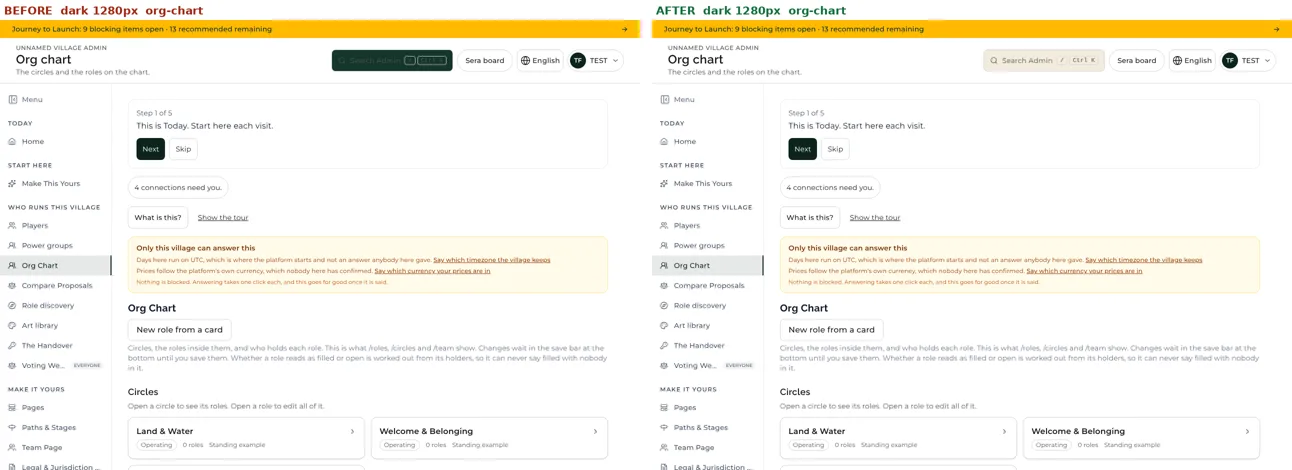 BEFORE dark 1280px org-chart
Journey to Launch: 9 blocking items open · 13 recommended remaining →
UNNAMED VILLAGE ADMIN
Org chart
The circles and the roles on the chart.
Search Admin / Ctrl K
Sera board
English
TF TEST
Menu
TODAY
Home
START HERE
Make This Yours
WHO RUNS THIS VILLAGE
Players
Power groups
Org Chart
Compare Proposals
Role discovery
Art library
The Handover
Voting We... EVERYONE
MAKE IT YOURS
Pages
Paths & Stages
Team Page
Legal & Jurisdiction ...
Step 1 of 5
This is Today. Start here each visit.
Next Skip
4 connections need you.
What is this? Show the tour
Only this village can answer this
Days here run on UTC, which is where the platform starts and not an answer anybody here gave. Say which timezone the village keeps
Prices follow the platform's own currency, which nobody here has confirmed. Say which currency your prices are in
Nothing is blocked. Answering takes one click each, and this goes for good once it is said.
Org Chart
New role from a card
Circles, the roles inside them, and who holds each role. This is what /roles, /circles and /team show. Changes wait in the save bar at the
bottom until you save them. Whether a role reads as filled or open is worked out from its holders, so it can never say filled with nobody
in it.
Circles
Open a circle to see its roles. Open a role to edit all of it.
Land & Water
Operating 0 roles Standing example
Welcome & Belonging
Operating 0 roles Standing example
AFTER dark 1280px org-chart
Journey to Launch: 9 blocking items open · 13 recommended remaining →
UNNAMED VILLAGE ADMIN
Org chart
The circles and the roles on the chart.
Search Admin / Ctrl K
Sera board
English
TF TEST
Menu
TODAY
Home
START HERE
Make This Yours
WHO RUNS THIS VILLAGE
Players
Power groups
Org Chart
Compare Proposals
Role discovery
Art library
The Handover
Voting We... EVERYONE
MAKE IT YOURS
Pages
Paths & Stages
Team Page
Legal & Jurisdiction ...
Step 1 of 5
This is Today. Start here each visit.
Next Skip
4 connections need you.
What is this? Show the tour
Only this village can answer this
Days here run on UTC, which is where the platform starts and not an answer anybody here gave. Say which timezone the village keeps
Prices follow the platform's own currency, which nobody here has confirmed. Say which currency your prices are in
Nothing is blocked. Answering takes one click each, and this goes for good once it is said.
Org Chart
New role from a card
Circles, the roles inside them, and who holds each role. This is what /roles, /circles and /team show. Changes wait in the save bar at the
bottom until you save them. Whether a role reads as filled or open is worked out from its holders, so it can never say filled with nobody
in it.
Circles
Open a circle to see its roles. Open a role to edit all of it.
Land & Water
Operating 0 roles Standing example
Welcome & Belonging
Operating 0 roles Standing example